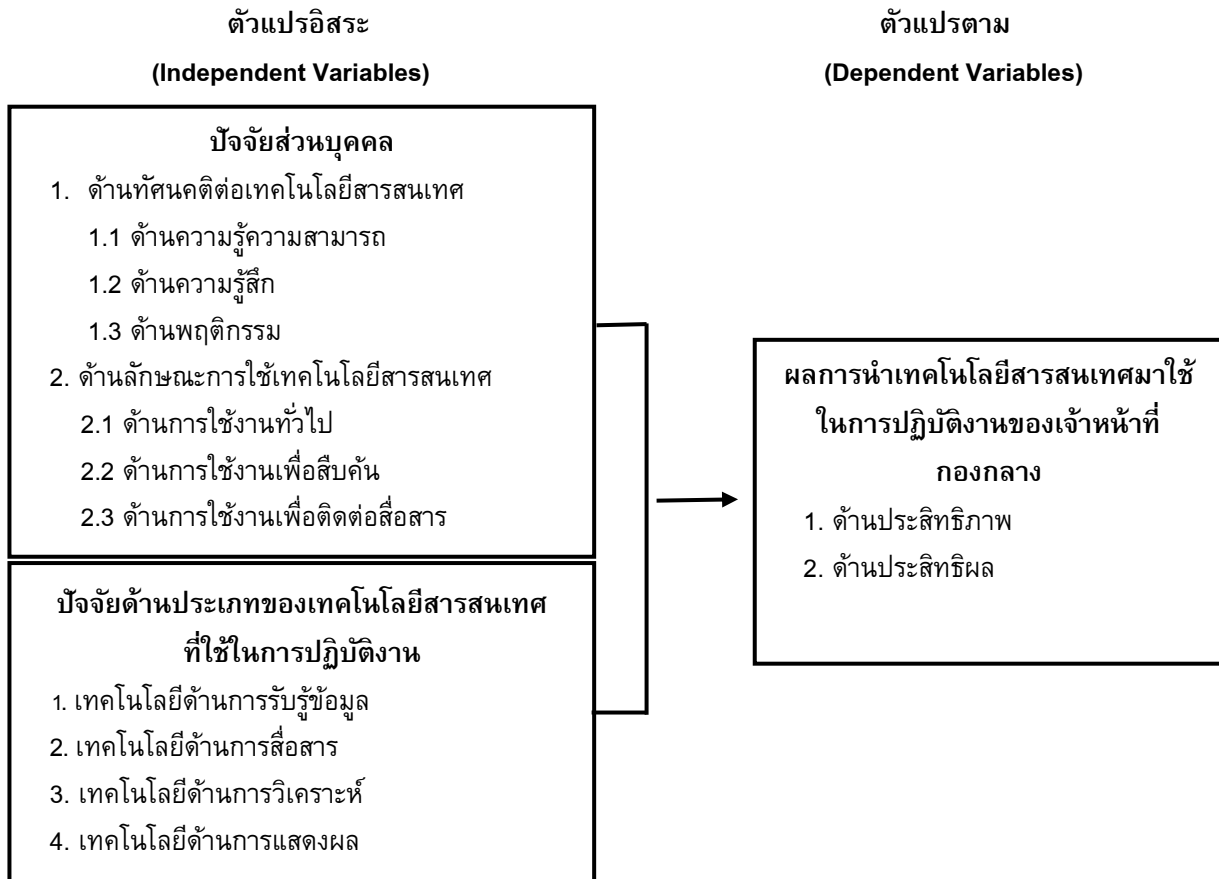 ตัวแปรอิสระ
(Independent Variables)
ปัจจัยส่วนบุคคล
1. ด้านทัศนคติต่อเทคโนโลยีสารสนเทศ
1.1 ด้านความรู้ความสามารถ
1.2 ด้านความรู้สึก
1.3 ด้านพฤติกรรม
2. ด้านลักษณะการใช้เทคโนโลยีสารสนเทศ
2.1 ด้านการใช้งานทั่วไป
2.2 ด้านการใช้งานเพื่อสืบค้น
2.3 ด้านการใช้งานเพื่อติดต่อสื่อสาร
ปัจจัยด้านประเภทของเทคโนโลยีสารสนเทศ
ที่ใช้ในการปฏิบัติงาน
1. เทคโนโลยีด้านการรับรู้ข้อมูล
2. เทคโนโลยีด้านการสื่อสาร
3. เทคโนโลยีด้านการวิเคราะห์
4. เทคโนโลยีด้านการแสดงผล
ตัวแปรตาม
(Dependent Variables)
ผลการนำเทคโนโลยีสารสนเทศมาใช้
ในการปฏิบัติงานของเจ้าหน้าที่
กองกลาง
1. ด้านประสิทธิภาพ
2. ด้านประสิทธิผล